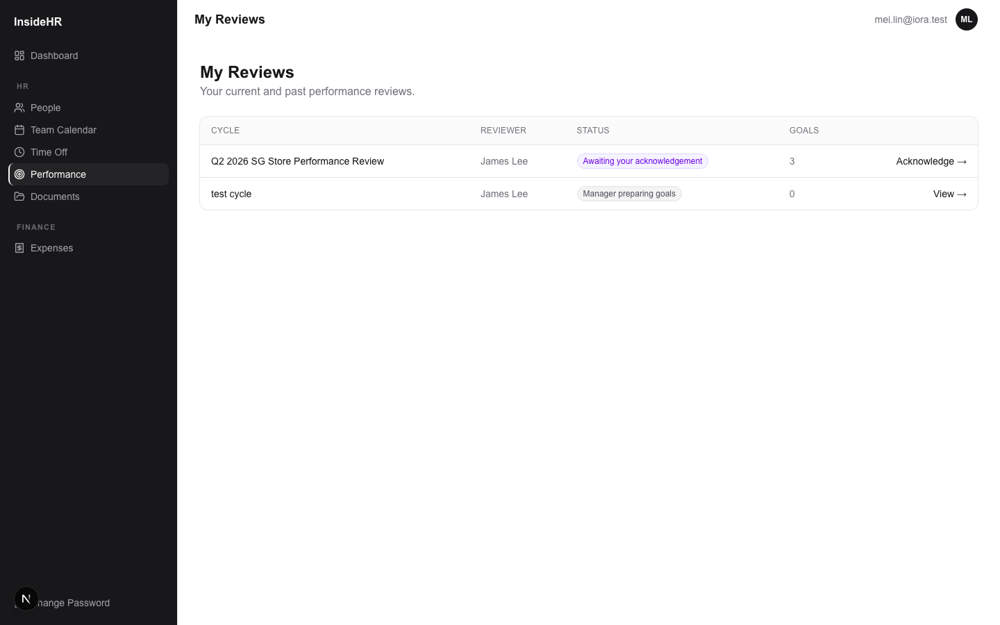 InsideHR
Dashboard
HR
People
Team Calendar
Time Off
Performance
Documents
FINANCE
Expenses
hange Password
N
My Reviews
mei.lin@iora.test
ML
My Reviews
Your current and past performance reviews.
CYCLE REVIEWER STATUS GOALS
Q2 2026 SG Store Performance Review James Lee Awaiting your acknowledgement 3 Acknowledge →
test cycle James Lee Manager preparing goals 0 View →